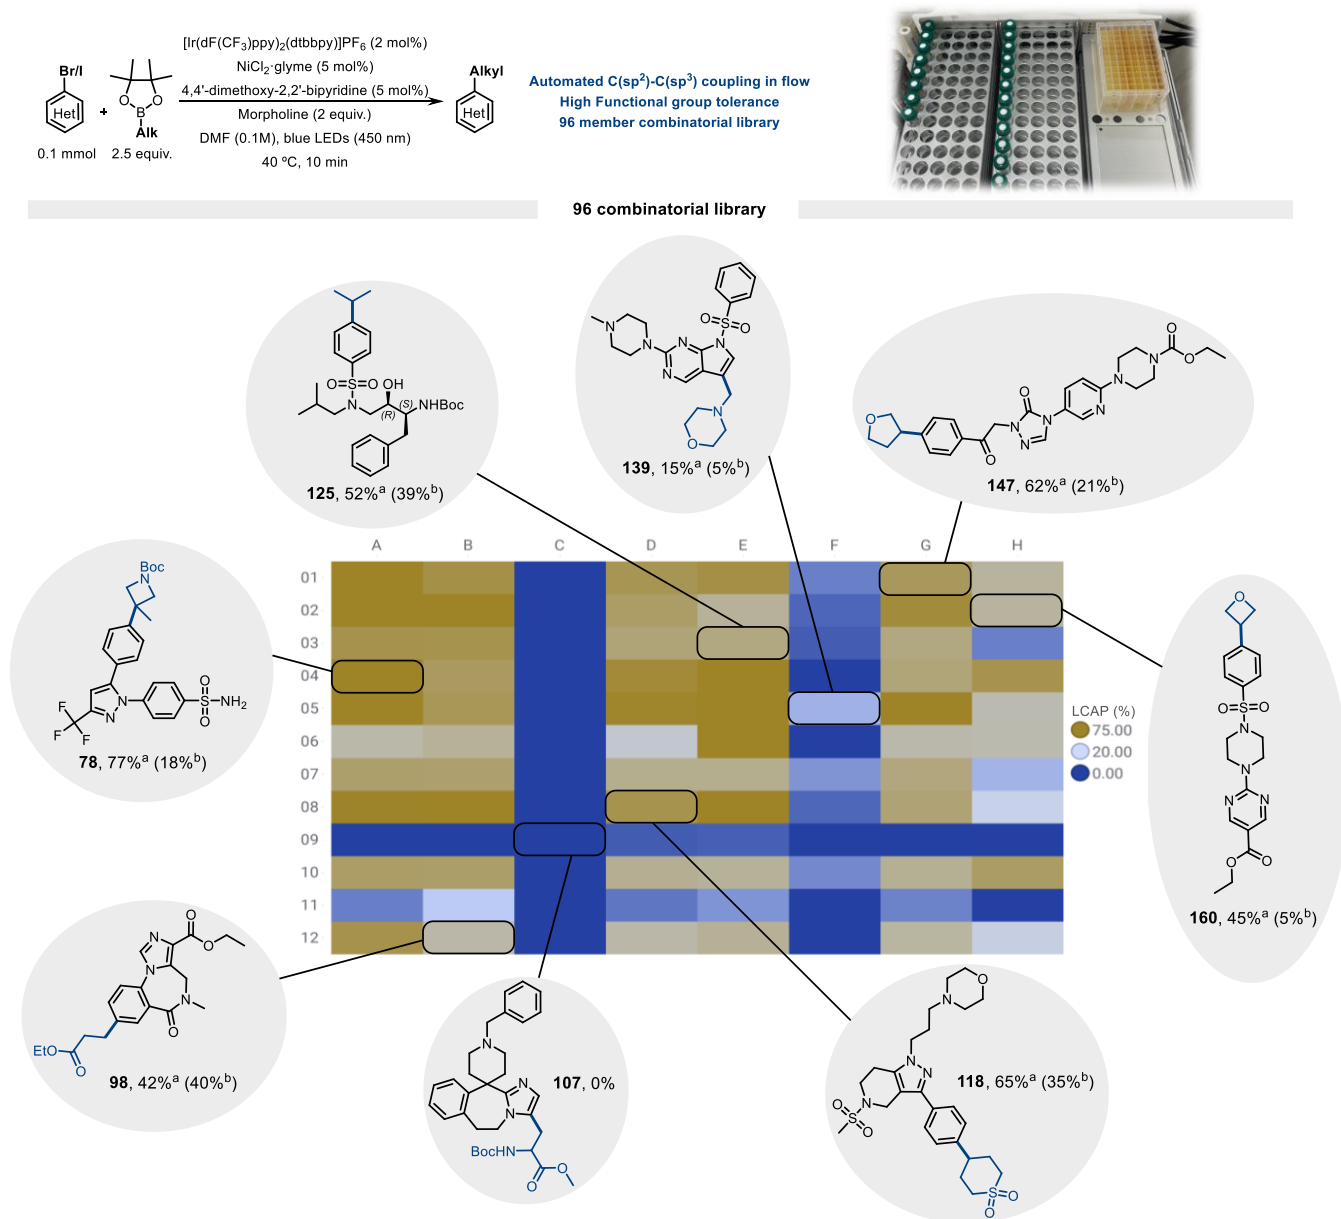 [Ir(dF(CF3)ppy)2(dtbbpy)]PF6 (2 mol%)
NiCl2·glyme (5 mol%)
4,4'-dimethoxy-2,2'-bipyridine (5 mol%)
Morpholine (2 equiv.)
DMF (0.1M), blue LEDs (450 nm)
40 ºC, 10 min
Br/I
Het
+
O O
B
Alk
0.1 mmol
2.5 equiv.
Alkyl
Het
Automated C(sp2)-C(sp3) coupling in flow
High Functional group tolerance
96 member combinatorial library
96 combinatorial library
O S O
N
OH
(R)
(S)
NHBoc
125, 52%a (39%b)
N
N
N
N
N
O S O
N
O
139, 15%a (5%b)
O
O
N
N
N
O
N
N
N
O
O
147, 62%a (21%b)
Boc
N
N
N
F
F
F
O
S
O
NH2
78, 77%a (18%b)
A B C D E F G H
01
02
03
04
05
06
07
08
09
10
11
12
LCAP (%)
75.00
20.00
0.00
O
O S O
N
N
N N
O
O
160, 45%a (5%b)
N
N
O
O
N
O
EtO
O
98, 42%a (40%b)
N
N
N
BocHN
O
O
107, 0%
O
N
N
N
N
O
S
O
S O
O
118, 65%a (35%b)